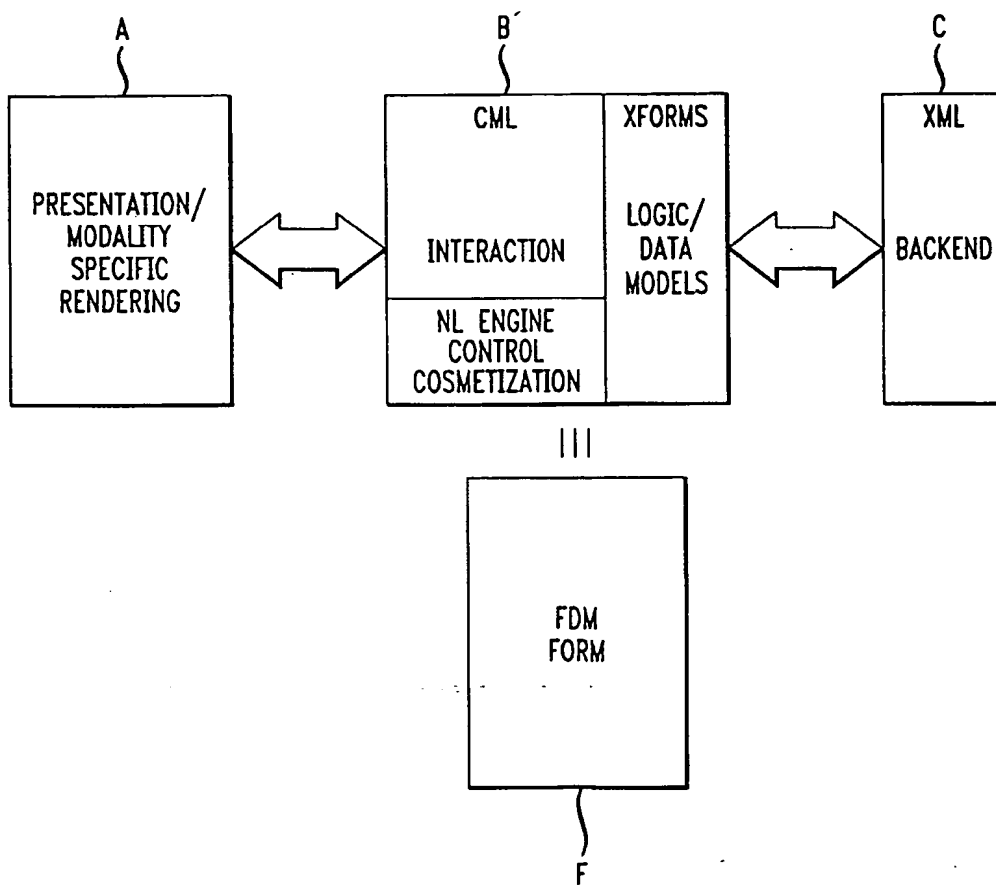 A
B′
C
PRESENTATION/
MODALITY
SPECIFIC
RENDERING
CML
INTERACTION
NL ENGINE
CONTROL
COSMETIZATION
XFORMS
LOGIC/
DATA
MODELS
XML
BACKEND
FDM
FORM
F